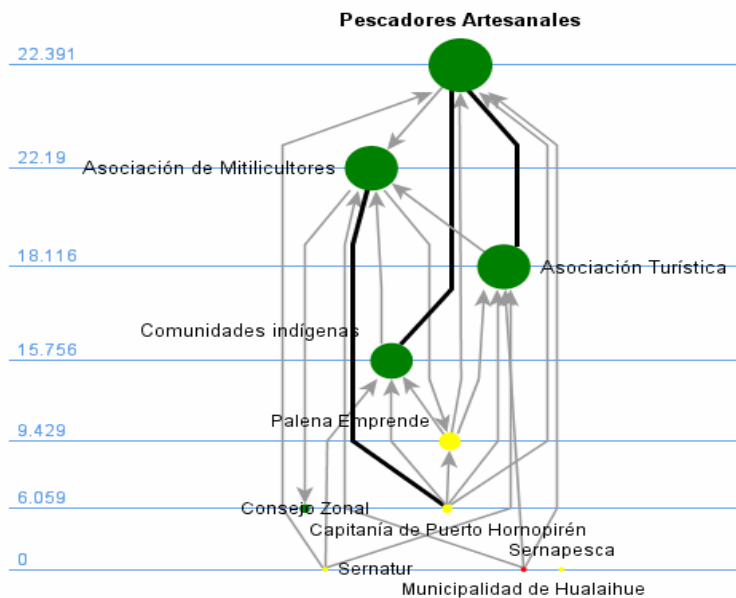 Pescadores Artesanales
22.391
22.19
Asociación de Mitilicultores
18.116
Asociación Turística
Comunidades indígenas
15.756
Palena Emprende
9.429
6.059
Consejo Zonal
Capitanía de Puerto Hornopirén
Sernapesca
0
Sernatur
Municipalidad de Hualaihue